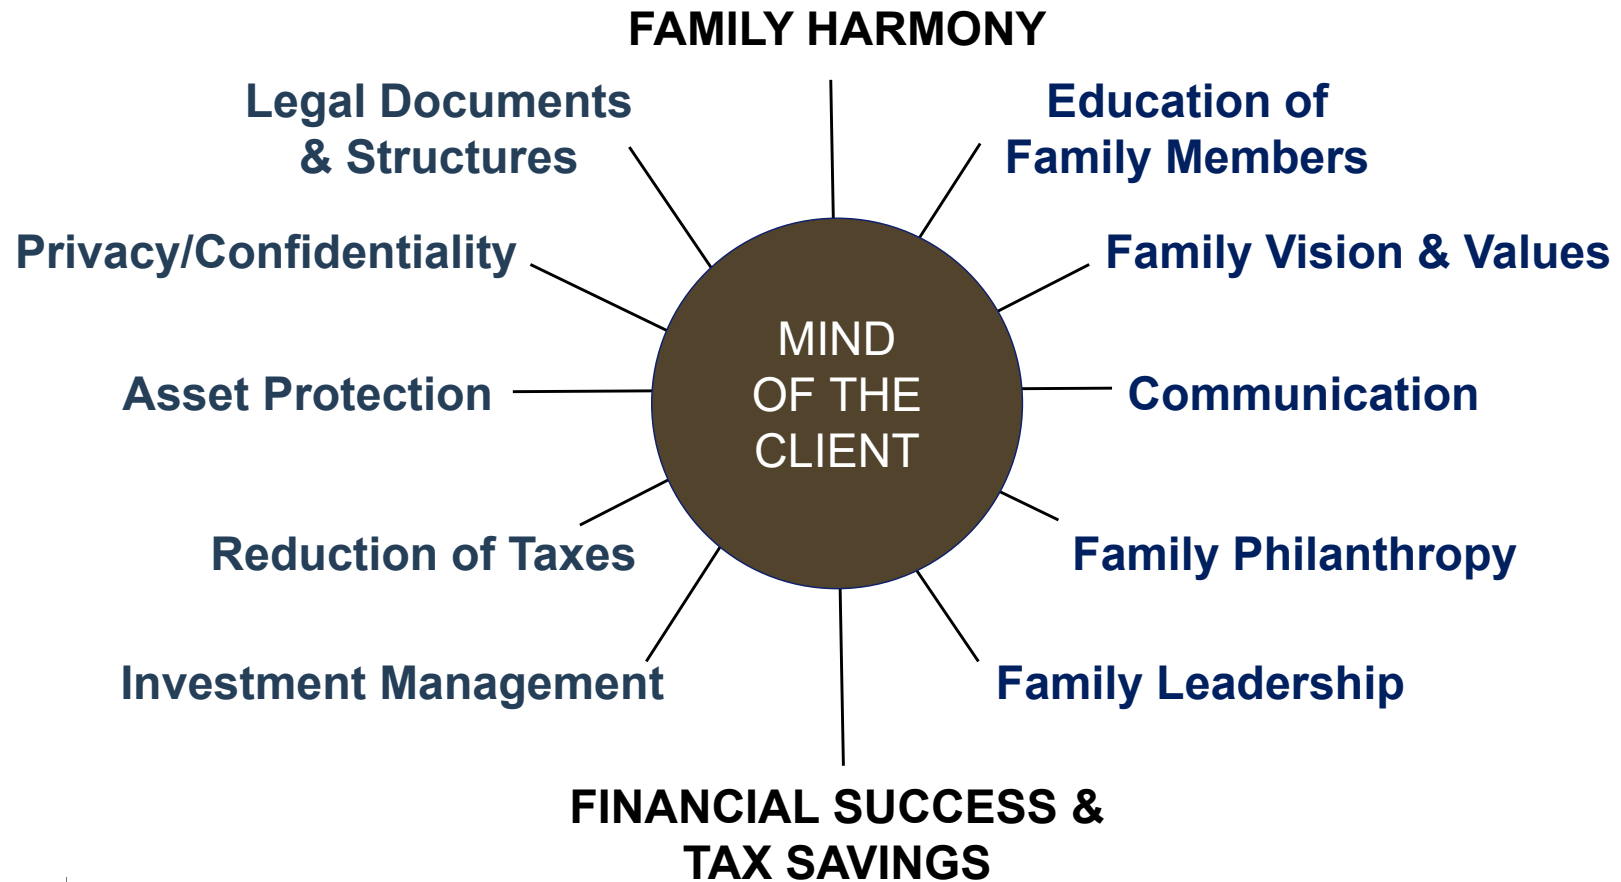 FAMILY HARMONY
Legal Documents
& Structures
Education of
Family Members
Privacy/Confidentiality
Family Vision & Values
MIND
OF THE
CLIENT
Asset Protection
Communication
Reduction of Taxes
Family Philanthropy
Investment Management
Family Leadership
FINANCIAL SUCCESS &
TAX SAVINGS